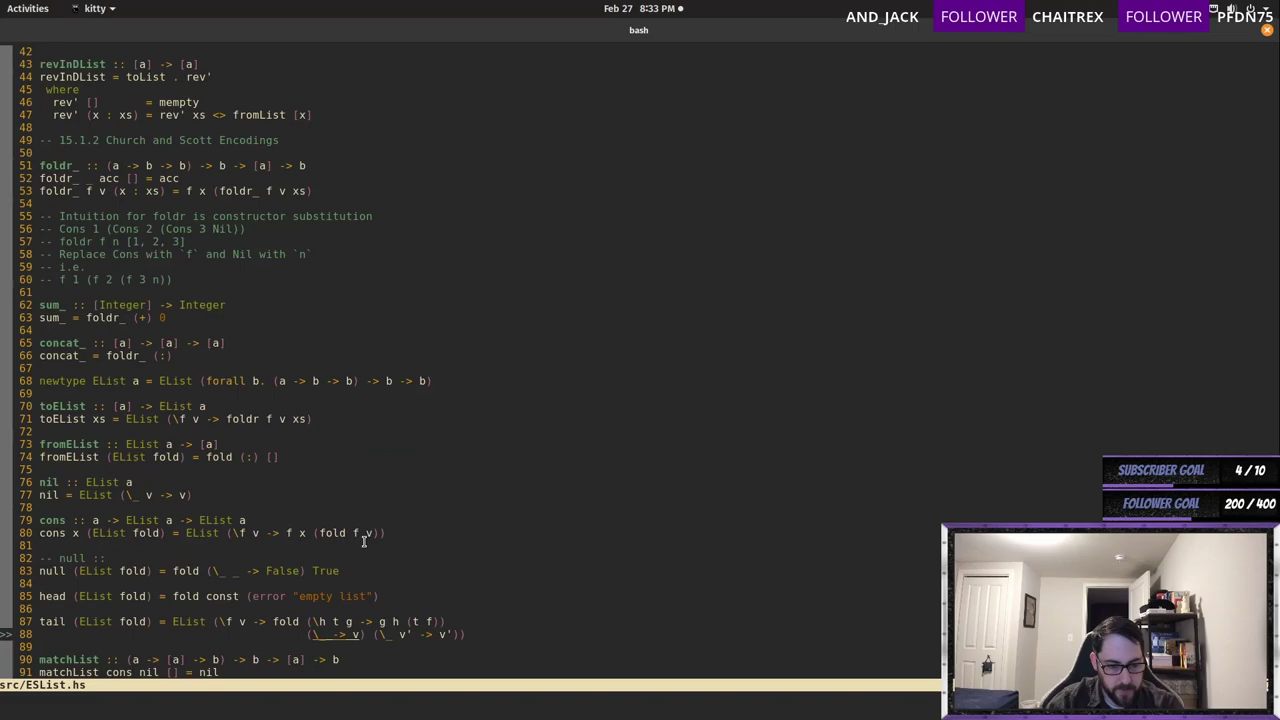 Activities
kitty
Feb 27 8:33 PM
AND_JACK
FOLLOWER
CHAITREX
FOLLOWER
PFDN75
bash
42
43 revInDList :: [a] -> [a]
44 revInDList = toList . rev'
45 where
46 rev' [] = mempty
47 rev' (x : xs) = rev' xs <> fromList [x]
48
49 -- 15.1.2 Church and Scott Encodings
50
51 foldr_ :: (a -> b -> b) -> b -> [a] -> b
52 foldr_ _ acc [] = acc
53 foldr_ f v (x : xs) = f x (foldr_ f v xs)
54
55 -- Intuition for foldr is constructor substitution
56 -- Cons 1 (Cons 2 (Cons 3 Nil))
57 -- foldr f n [1, 2, 3]
58 -- Replace Cons with `f` and Nil with `n`
59 -- i.e.
60 -- f 1 (f 2 (f 3 n))
61
62 sum_ :: [Integer] -> Integer
63 sum_ = foldr_ (+) 0
64
65 concat_ :: [a] -> [a] -> [a]
66 concat_ = foldr_ (:)
67
68 newtype EList a = EList (forall b. (a -> b -> b) -> b -> b)
69
70 toEList :: [a] -> EList a
71 toEList xs = EList (\f v -> foldr f v xs)
72
73 fromEList :: EList a -> [a]
74 fromEList (EList fold) = fold (:) []
75
76 nil :: EList a
77 nil = EList (\_ v -> v)
78
79 cons :: a -> EList a -> EList a
80 cons x (EList fold) = EList (\f v -> f x (fold f v))
81
82 -- null ::
83 null (EList fold) = fold (\_ _ -> False) True
84
85 head (EList fold) = fold const (error "empty list")
86
87 tail (EList fold) = EList (\f v -> fold (\h t g -> g h (t f))
>> 88 (\_ -> v) (\_ v' -> v'))
89
90 matchList :: (a -> [a] -> b) -> b -> [a] -> b
91 matchList cons nil [] = nil
src/ESList.hs
SUBSCRIBER GOAL 4 / 10
FOLLOWER GOAL 200 / 400